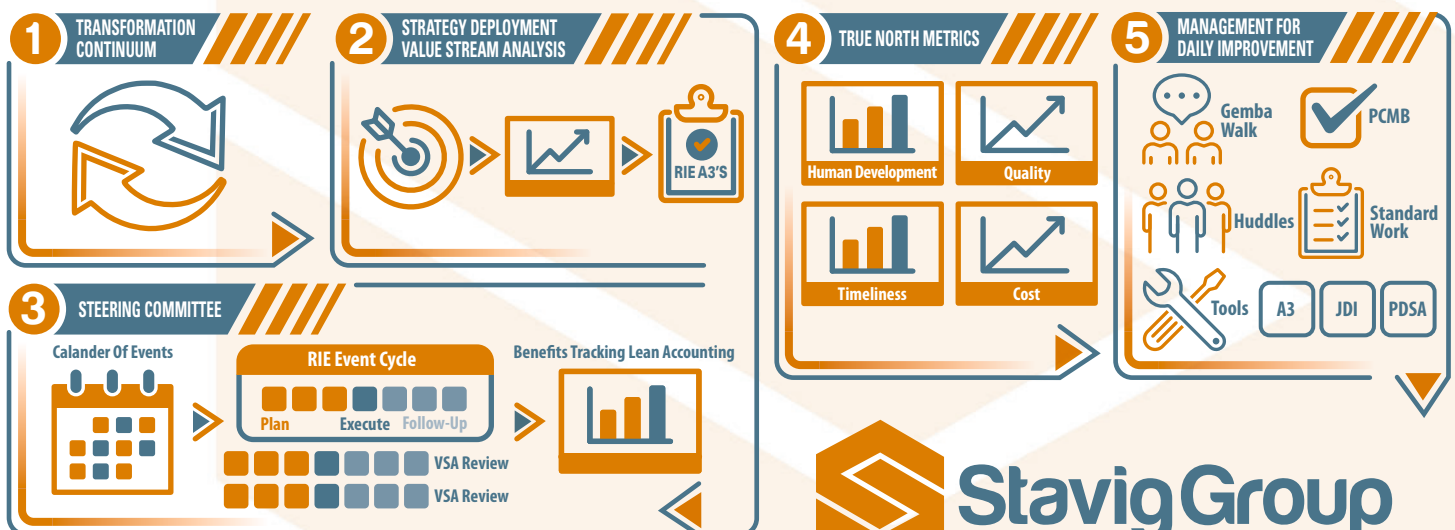 1
TRANSFORMATION
CONTINUUM
2
STRATEGY DEPLOYMENT
VALUE STREAM ANALYSIS
RIE A3'S
3
STEERING COMMITTEE
Calander Of Events
RIE Event Cycle
Plan
Execute
Follow-Up
VSA Review
VSA Review
Benefits Tracking Lean Accounting
4
TRUE NORTH METRICS
Human Development
Quality
Timeliness
Cost
5
MANAGEMENT FOR
DAILY IMPROVEMENT
Gemba
Walk
PCMB
Huddles
Standard
Work
Tools
A3
JDI
PDSA
Stavig Group